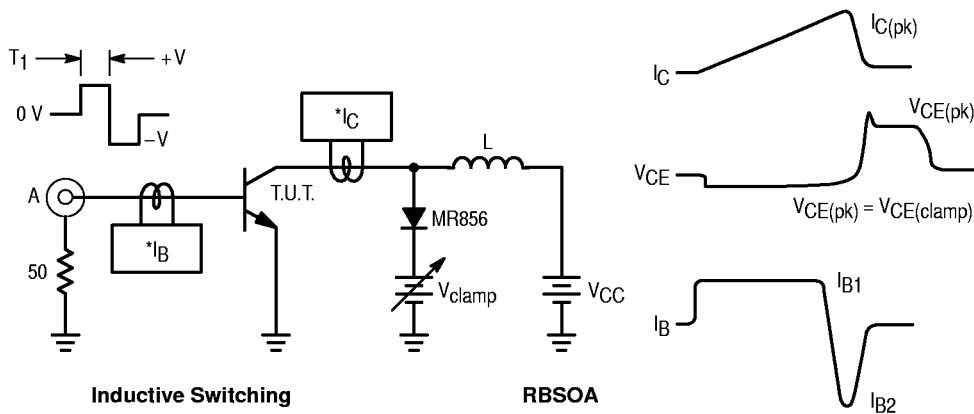 T1
+V
0 V
–V
A
50
*IB
T.U.T.
*IC
L
MR856
Vclamp
VCC
Inductive Switching
RBSOA
IC(pk)
IC
VCE(pk)
VCE
VCE(pk) = VCE(clamp)
IB1
IB
IB2